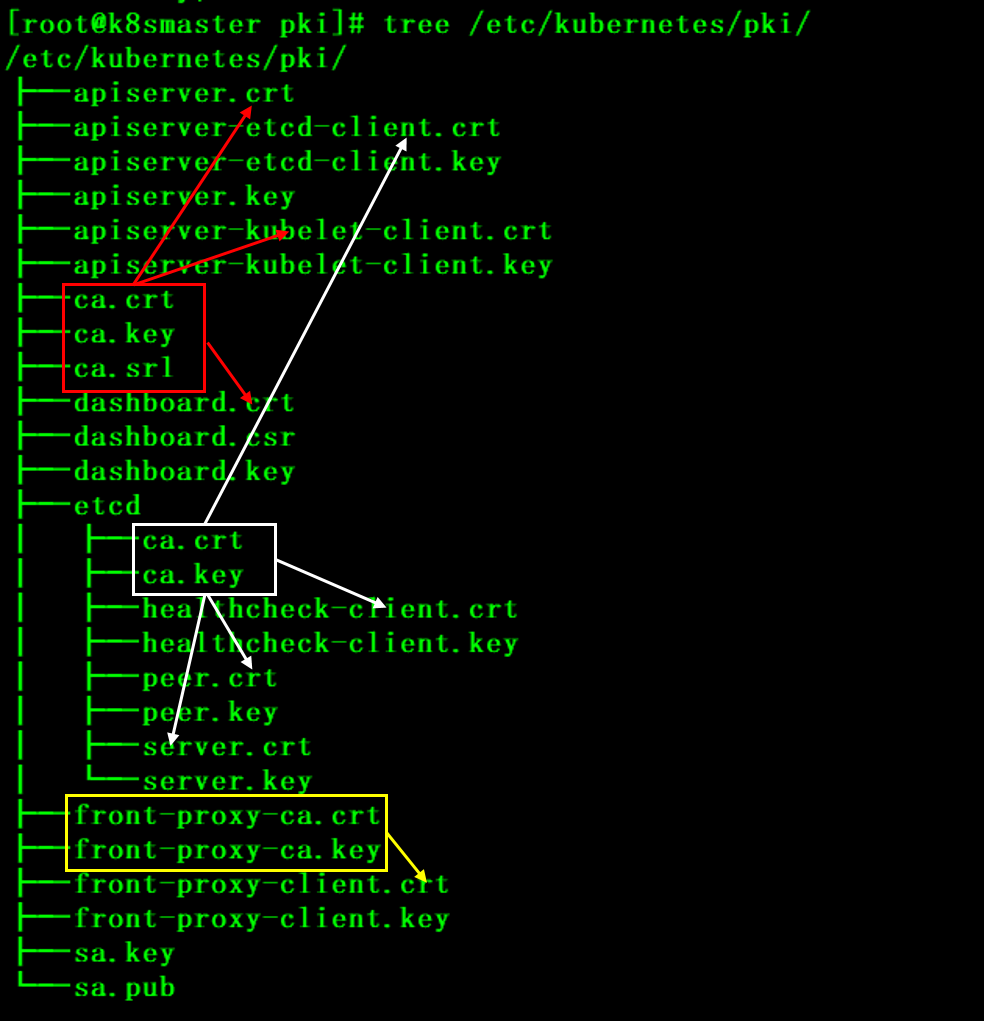 [root@k8smaster pki]# tree /etc/kubernetes/pki/
/etc/kubernetes/pki/
├──apiserver.crt
├──apiserver-etcd-client.crt
├──apiserver-etcd-client.key
├──apiserver.key
├──apiserver-kubelet-client.crt
├──apiserver-kubelet-client.key
├──ca.crt
├──ca.key
├──ca.srl
├──dashboard.crt
├──dashboard.csr
├──dashboard.key
├──etcd
│   ├──ca.crt
│   ├──ca.key
│   ├──healthcheck-client.crt
│   ├──healthcheck-client.key
│   ├──peer.crt
│   ├──peer.key
│   ├──server.crt
│   └──server.key
├──front-proxy-ca.crt
├──front-proxy-ca.key
├──front-proxy-client.crt
├──front-proxy-client.key
├──sa.key
└──sa.pub